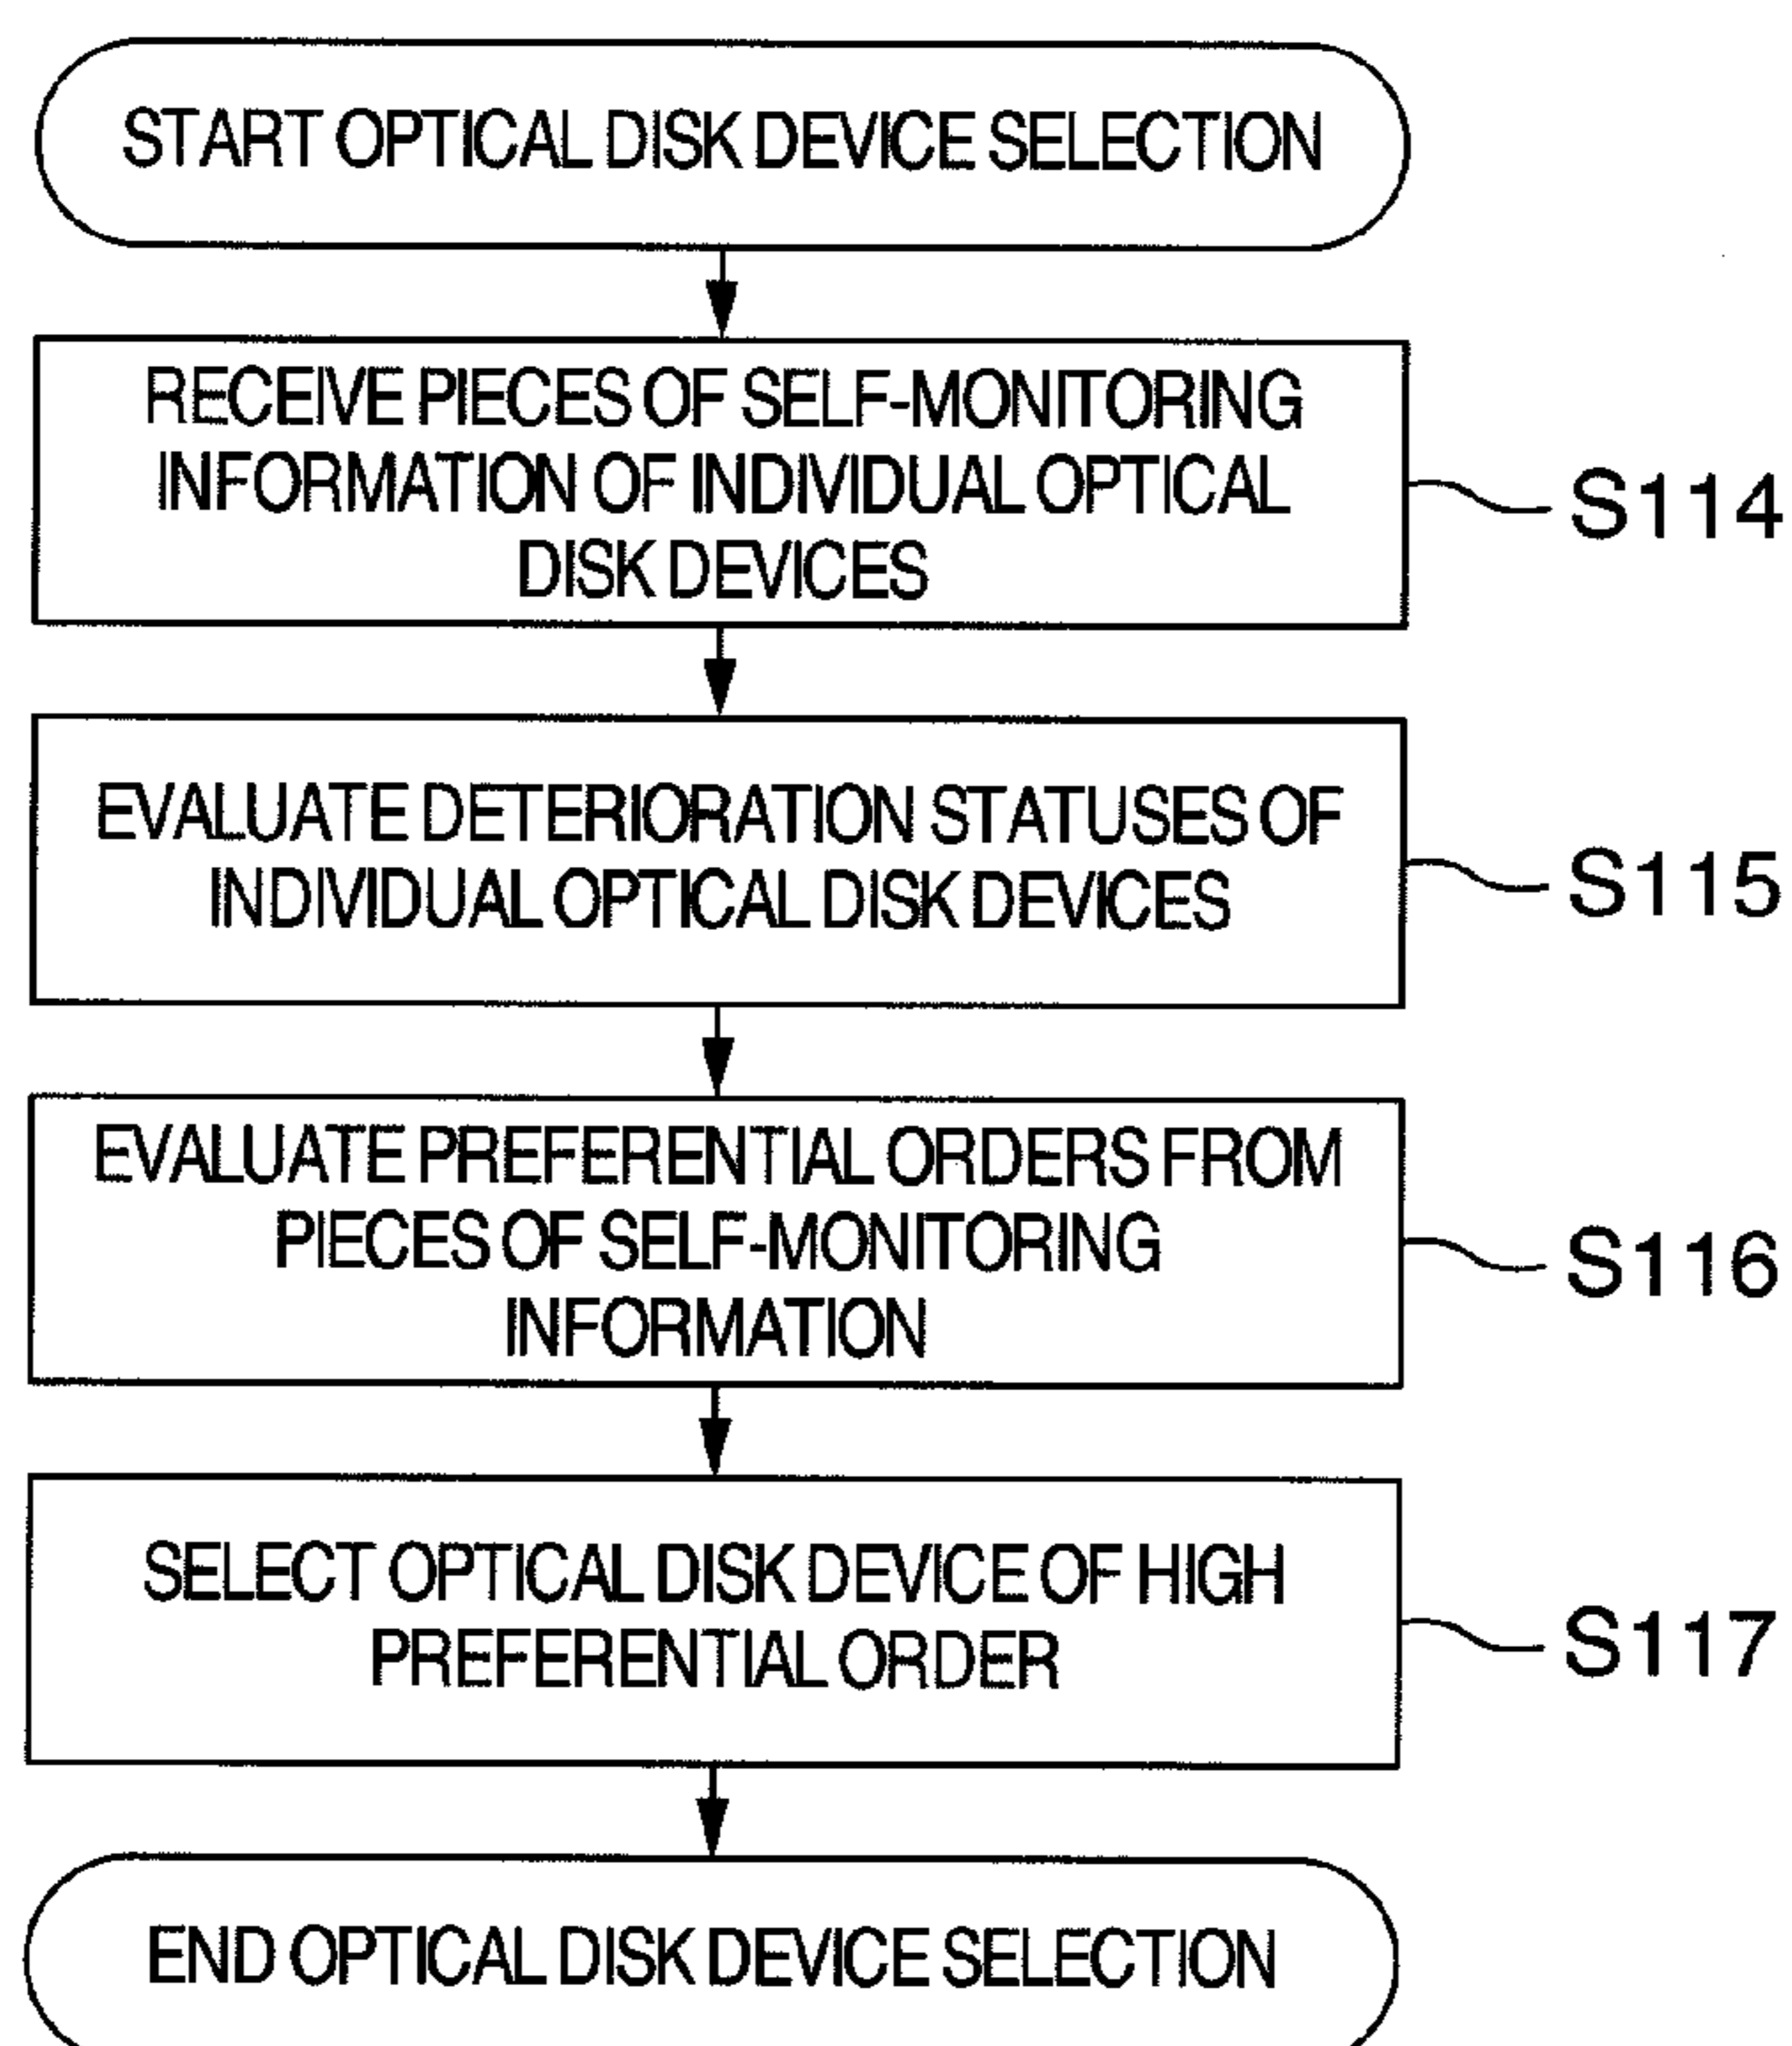 START OPTICAL DISK DEVICE SELECTION
RECEIVE PIECES OF SELF-MONITORING
INFORMATION OF INDIVIDUAL OPTICAL
DISK DEVICES
S114
EVALUATE DETERIORATION STATUSES OF
INDIVIDUAL OPTICAL DISK DEVICES
S115
EVALUATE PREFERENTIAL ORDERS FROM
PIECES OF SELF-MONITORING
INFORMATION
S116
SELECT OPTICAL DISK DEVICE OF HIGH
PREFERENTIAL ORDER
S117
END OPTICAL DISK DEVICE SELECTION